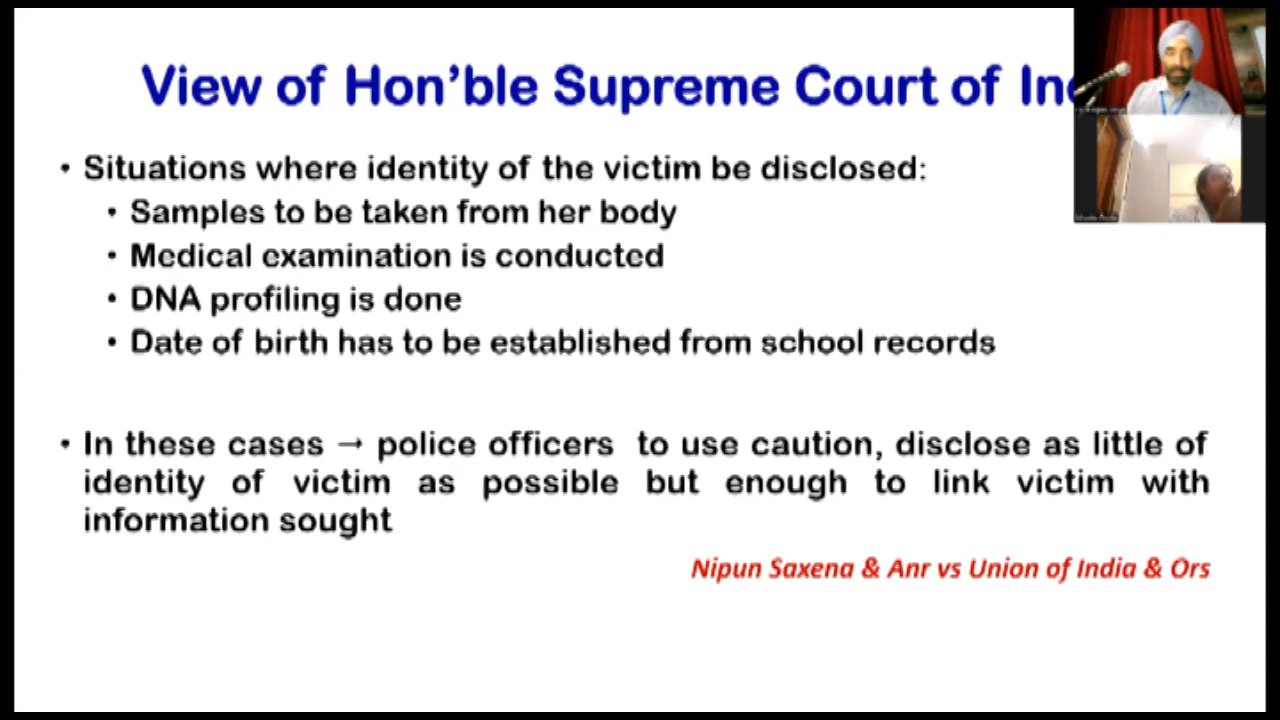 View of Hon'ble Supreme Court of In
• Situations where identity of the victim be disclosed:
• Samples to be taken from her body
• Medical examination is conducted
• DNA profiling is done
• Date of birth has to be established from school records
• In these cases → police officers to use caution, disclose as little of
identity of victim as possible but enough to link victim with
information sought
Nipun Saxena & Anr vs Union of India & Ors